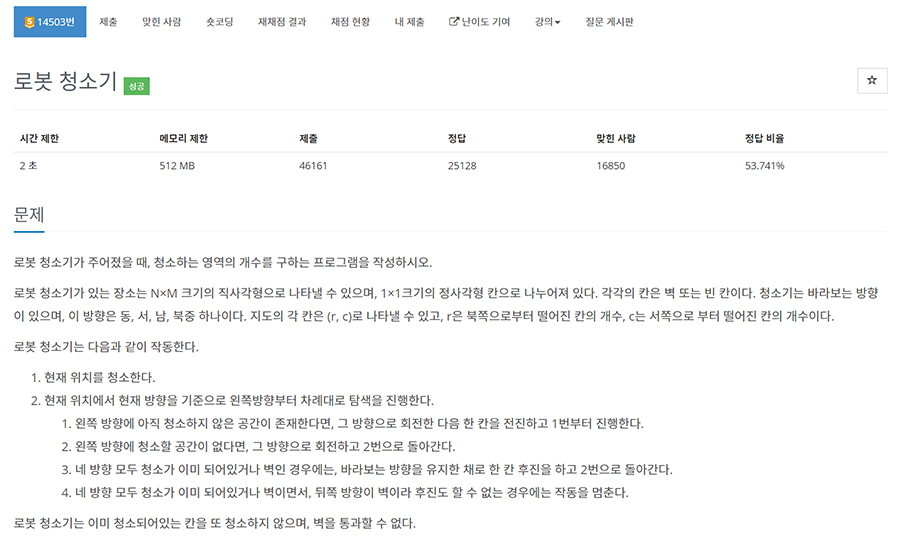 14503번 제출 맞힌 사람 숏코딩 재채점 결과 채점 현황 내 제출 난이도 기여 강의 질문 게시판
로봇 청소기 성공
시간 제한 메모리 제한 제출 정답 맞힌 사람 정답 비율
2 초 512 MB 46161 25128 16850 53.741%
문제
로봇 청소기가 주어졌을 때, 청소하는 영역의 개수를 구하는 프로그램을 작성하시오.
로봇 청소기가 있는 장소는 N×M 크기의 직사각형으로 나타낼 수 있으며, 1×1크기의 정사각형 칸으로 나누어져 있다. 각각의 칸은 벽 또는 빈 칸이다. 청소기는 바라보는 방향
이 있으며, 이 방향은 동, 서, 남, 북중 하나이다. 지도의 각 칸은 (r, c)로 나타낼 수 있고, r은 북쪽으로부터 떨어진 칸의 개수, c는 서쪽으로 부터 떨어진 칸의 개수이다.
로봇 청소기는 다음과 같이 작동한다.
1. 현재 위치를 청소한다.
2. 현재 위치에서 현재 방향을 기준으로 왼쪽방향부터 차례대로 탐색을 진행한다.
1. 왼쪽 방향에 아직 청소하지 않은 공간이 존재한다면, 그 방향으로 회전한 다음 한 칸을 전진하고 1번부터 진행한다.
2. 왼쪽 방향에 청소할 공간이 없다면, 그 방향으로 회전하고 2번으로 돌아간다.
3. 네 방향 모두 청소가 이미 되어있거나 벽인 경우에는, 바라보는 방향을 유지한 채로 한 칸 후진을 하고 2번으로 돌아간다.
4. 네 방향 모두 청소가 이미 되어있거나 벽이면서, 뒤쪽 방향이 벽이라 후진도 할 수 없는 경우에는 작동을 멈춘다.
로봇 청소기는 이미 청소되어있는 칸을 또 청소하지 않으며, 벽을 통과할 수 없다.